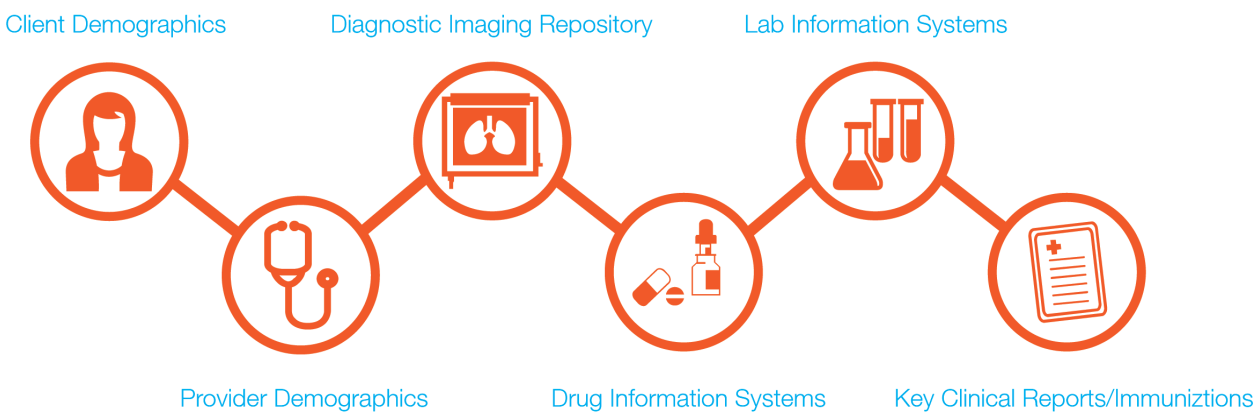 Client Demographics
Diagnostic Imaging Repository
Lab Information Systems
Provider Demographics
Drug Information Systems
Key Clinical Reports/Immuniztions